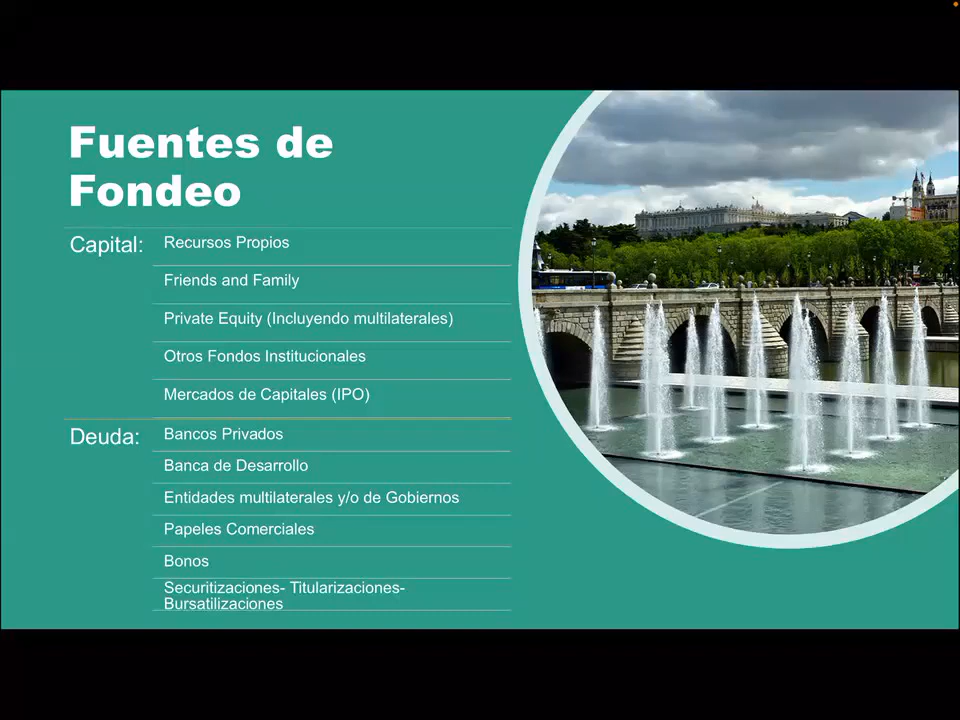 Fuentes de
Fondeo
Capital:
Recursos Propios
Friends and Family
Private Equity (Incluyendo multilaterales)
Otros Fondos Institucionales
Mercados de Capitales (IPO)
Deuda:
Bancos Privados
Banca de Desarrollo
Entidades multilaterales y/o de Gobiernos
Papeles Comerciales
Bonos
Securitizaciones- Titularizaciones-
Bursatilizaciones